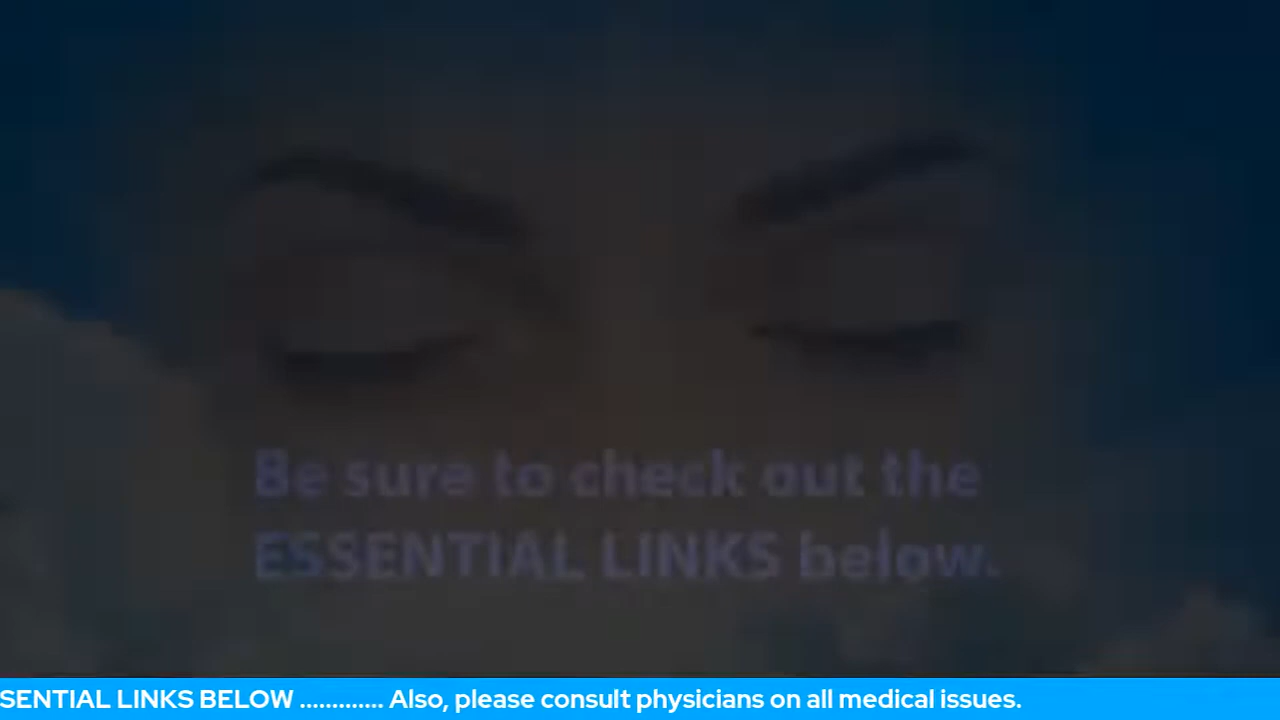 Be sure to check out the
ESSENTIAL LINKS below.
SENTIAL LINKS BELOW ............. Also, please consult physicians on all medical issues.